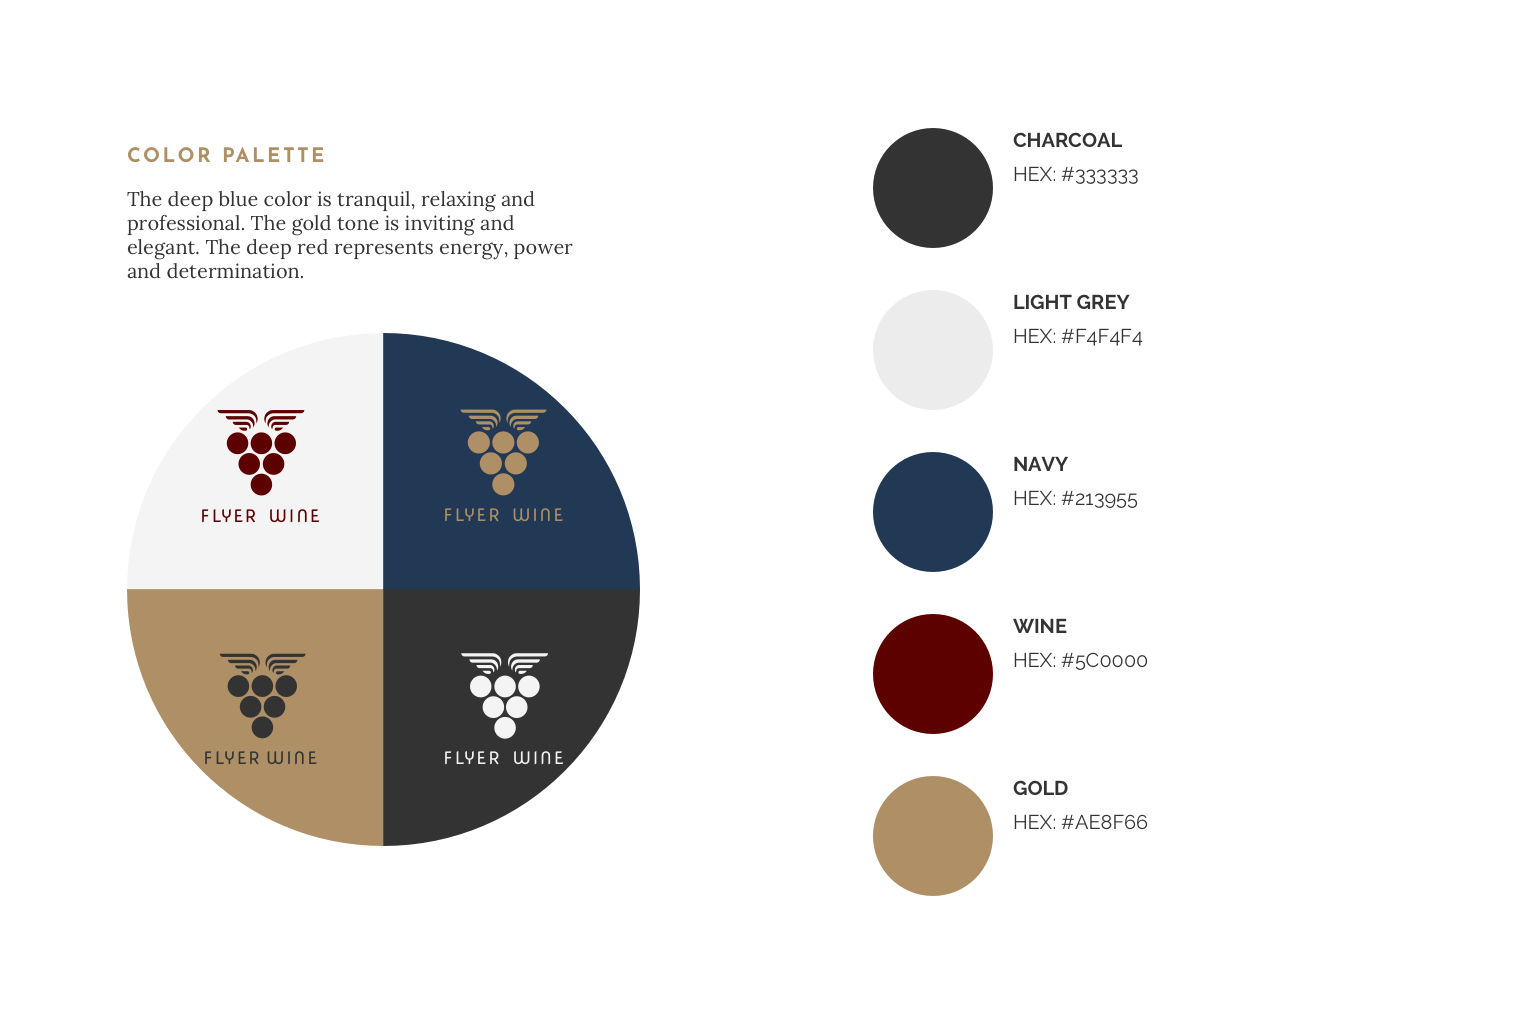 COLOR PALETTE
The deep blue color is tranquil, relaxing and
professional. The gold tone is inviting and
elegant. The deep red represents energy, power
and determination.
FLYER WINE
FLYER WINE
FLYER WINE
FLYER WINE
CHARCOAL
HEX: #333333
LIGHT GREY
HEX: #F4F4F4
NAVY
HEX: #213955
WINE
HEX: #5C0000
GOLD
HEX: #AE8F66